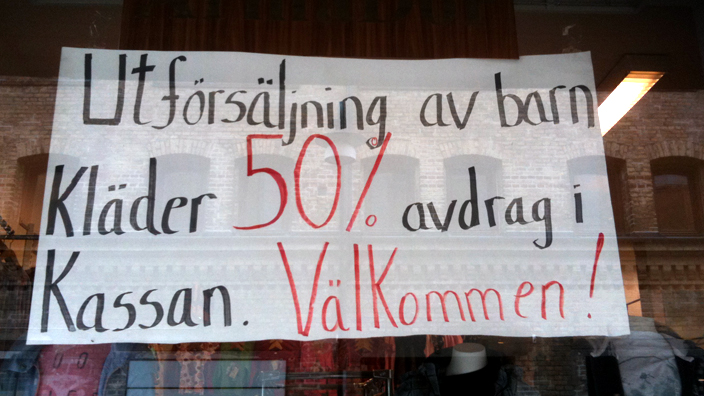 Utförsäljning av barn
Kläder 50% avdrag i
Kassan. Välkommen!